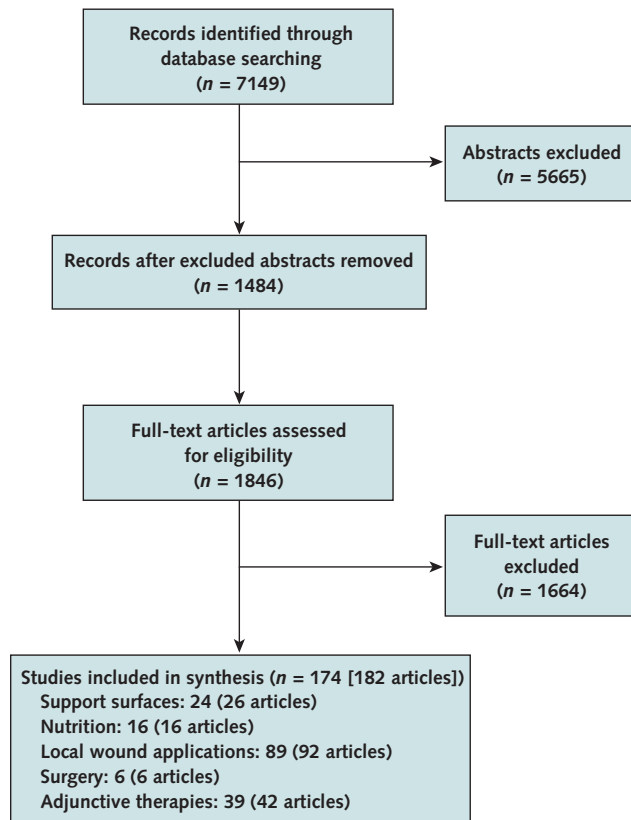 Records identified through
database searching
(n = 7149)
Abstracts excluded
(n = 5665)
Records after excluded abstracts removed
(n = 1484)
Full-text articles assessed
for eligibility
(n = 1846)
Full-text articles
excluded
(n = 1664)
Studies included in synthesis (n = 174 [182 articles])
Support surfaces: 24 (26 articles)
Nutrition: 16 (16 articles)
Local wound applications: 89 (92 articles)
Surgery: 6 (6 articles)
Adjunctive therapies: 39 (42 articles)